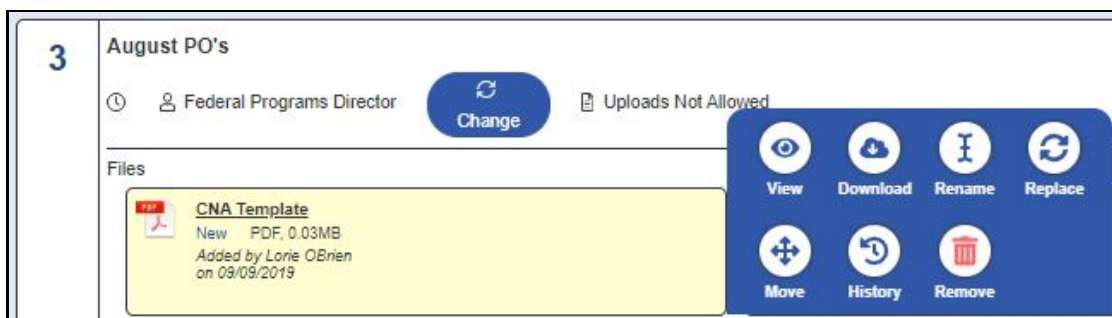 3
August PO's
Federal Programs Director
Change
Uploads Not Allowed
Files
PDF
CNA Template
New PDF, 0.03MB
Added by Lorie OBrien
on 09/09/2019
View Download Rename Replace
Move History Remove